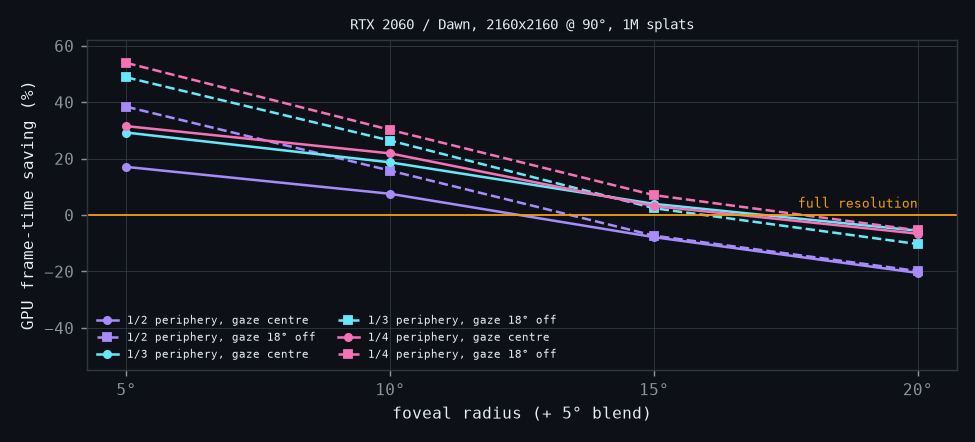 RTX 2060 / Dawn, 2160x2160 @ 90°, 1M splats
GPU frame-time saving (%)
60
40
20
0
−20
−40
full resolution
1/2 periphery, gaze centre
1/2 periphery, gaze 18° off
1/3 periphery, gaze centre
1/3 periphery, gaze 18° off
1/4 periphery, gaze centre
1/4 periphery, gaze 18° off
5°
10°
15°
20°
foveal radius (+ 5° blend)